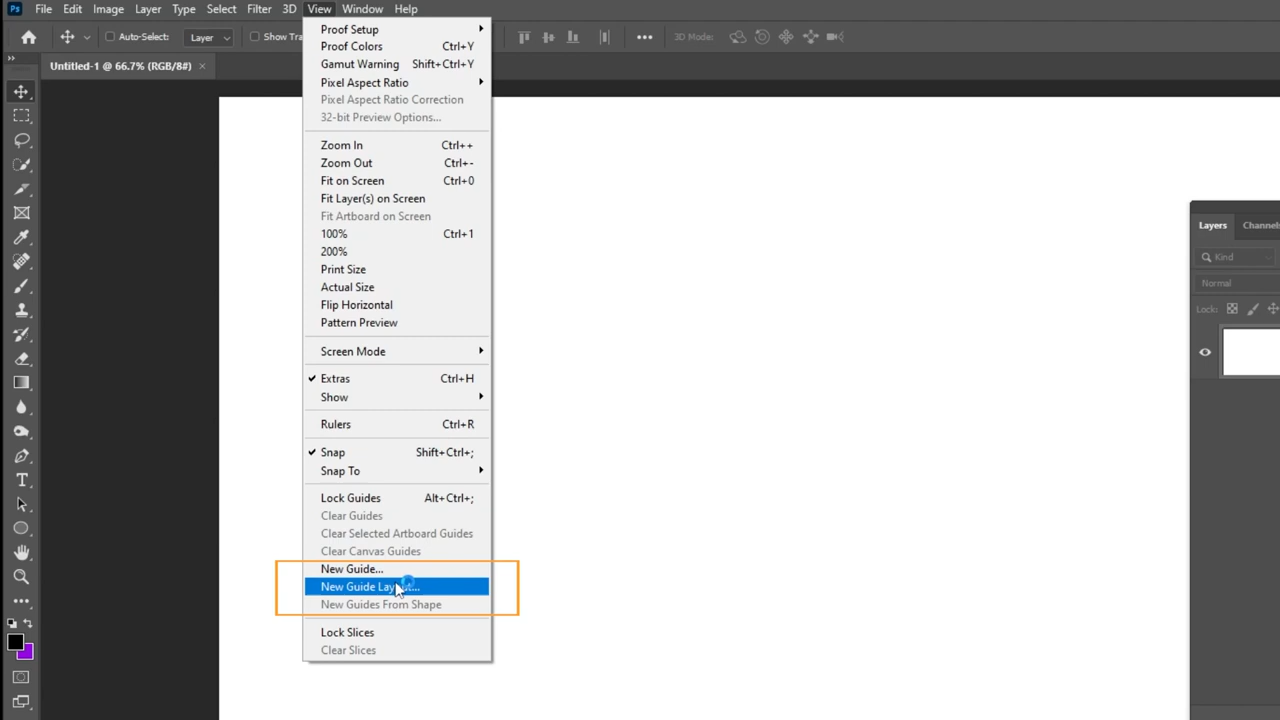 Ps File Edit Image Layer Type Select Filter 3D View Window Help
Auto-Select: Layer Show Tra 3D Mode:
Untitled-1 @ 66.7% (RGB/8#) ×
Proof Setup
Proof Colors Ctrl+Y
Gamut Warning Shift+Ctrl+Y
Pixel Aspect Ratio
Pixel Aspect Ratio Correction
32-bit Preview Options...
Zoom In Ctrl++
Zoom Out Ctrl+-
Fit on Screen Ctrl+0
Fit Layer(s) on Screen
Fit Artboard on Screen
100% Ctrl+1
200%
Print Size
Actual Size
Flip Horizontal
Pattern Preview
Screen Mode
Extras Ctrl+H
Show
Rulers Ctrl+R
Snap Shift+Ctrl+;
Snap To
Lock Guides Alt+Ctrl+;
Clear Guides
Clear Selected Artboard Guides
Clear Canvas Guides
New Guide...
New Guide Layout...
New Guides From Shape
Lock Slices
Clear Slices
Layers Channels
Kind
Normal
Lock: